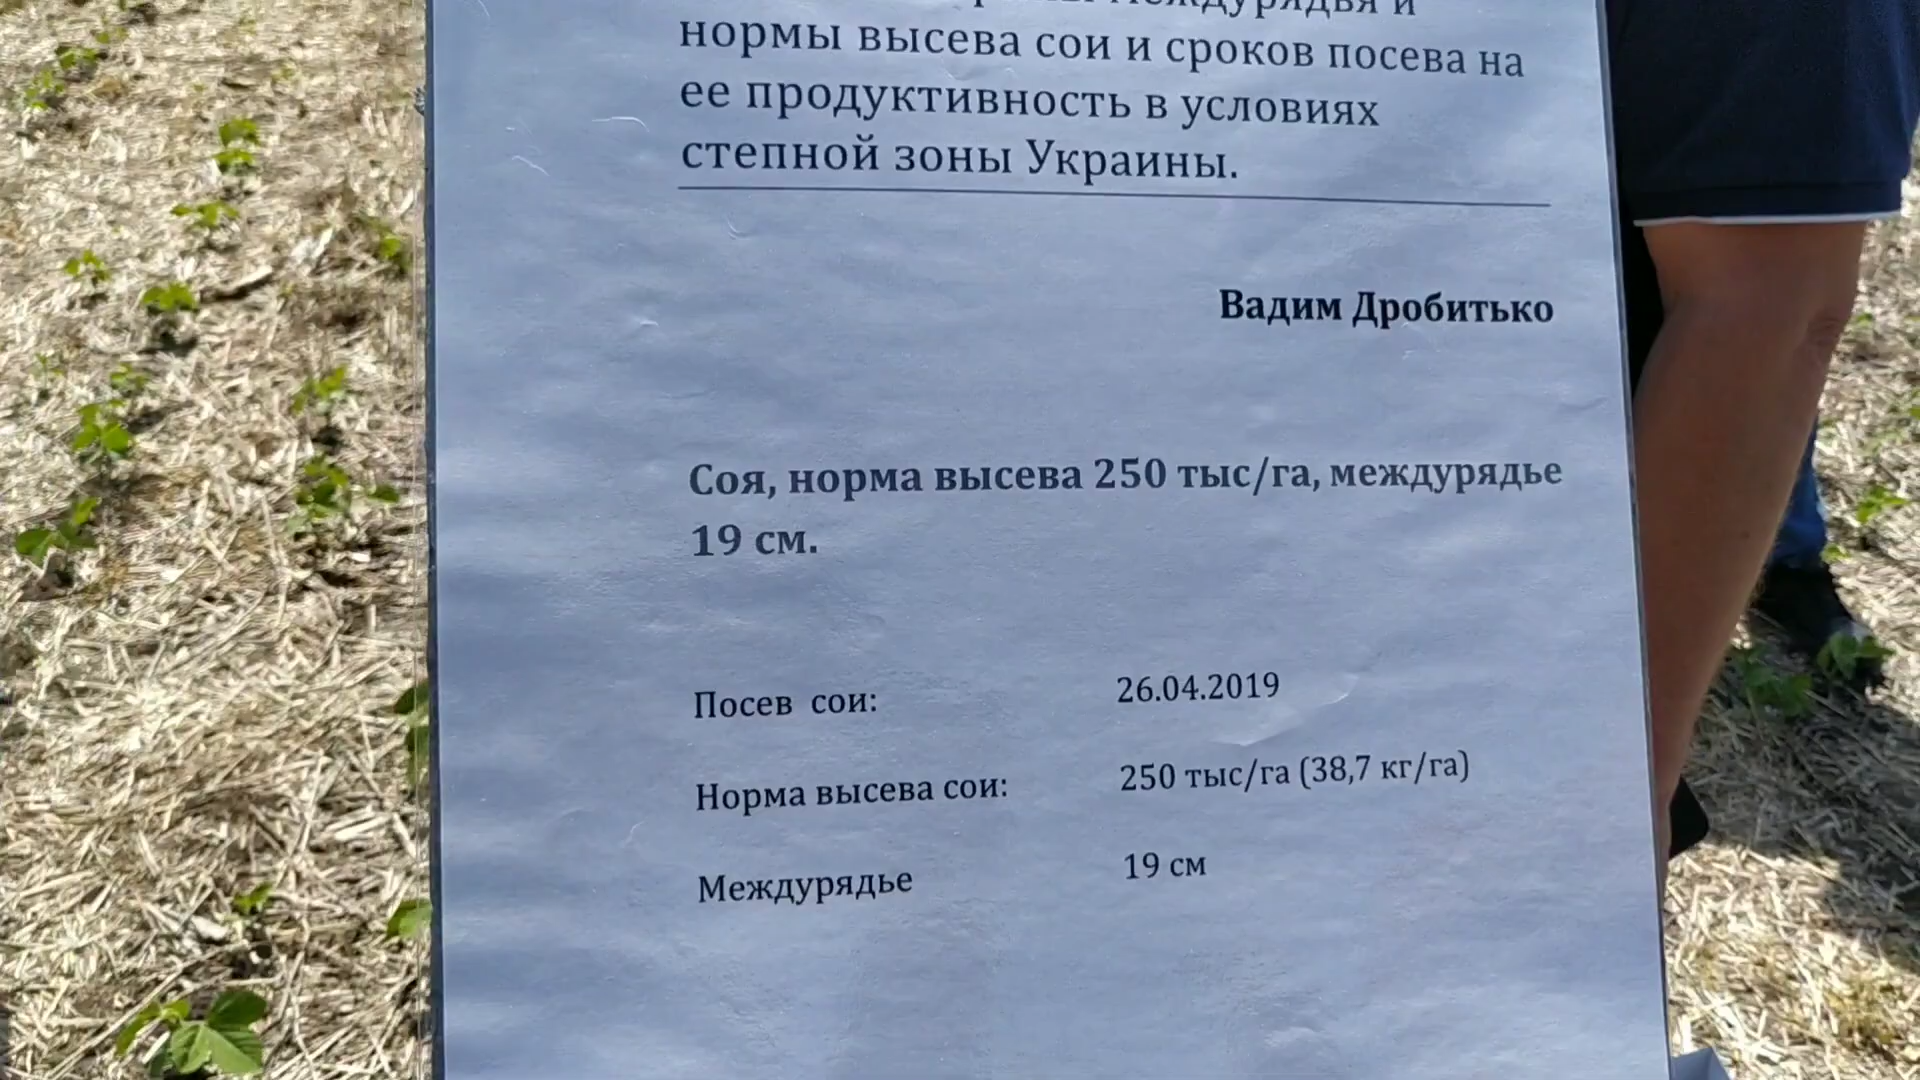 междурядья и
нормы высева сои и сроков посева на
ее продуктивность в условиях
степной зоны Украины.
Вадим Дробитько
Соя, норма высева 250 тыс/га, междурядье
19 см.
Посев сои: 26.04.2019
Норма высева сои: 250 тыс/га (38,7 кг/га)
Междурядье 19 см